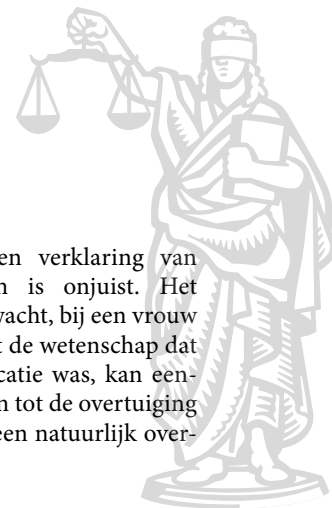 en verklaring van
n is onjuist. Het
wacht, bij een vrouw
t de wetenschap dat
catie was, kan een-
n tot de overtuiging
een natuurlijk over-